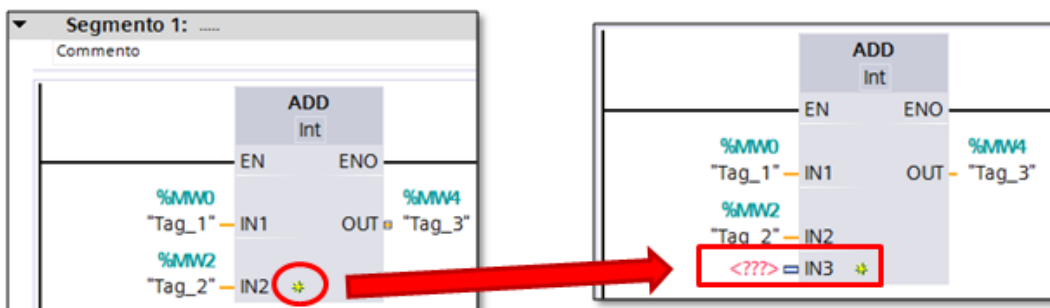 Segmento 1: .....
Commento
ADD
Int
EN ENO
%MW0 %MW4
"Tag_1" IN1 OUT "Tag_3"
%MW2
"Tag_2" IN2
ADD
Int
EN ENO
%MW0 %MW4
"Tag_1" IN1 OUT "Tag_3"
%MW2
"Tag_2" IN2
<???> IN3